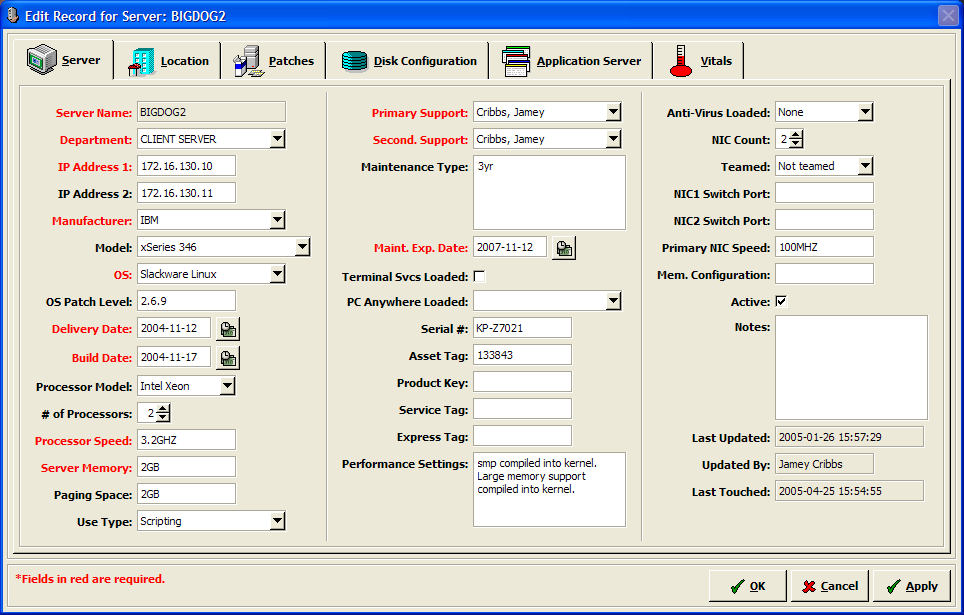 Edit Record for Server: BIGDOG2
Server Location Patches Disk Configuration Application Server Vitals
Server Name: BIGDOG2
Department: CLIENT SERVER
IP Address 1: 172.16.130.10
IP Address 2: 172.16.130.11
Manufacturer: IBM
Model: xSeries 346
OS: Slackware Linux
OS Patch Level: 2.6.9
Delivery Date: 2004-11-12
Build Date: 2004-11-17
Processor Model: Intel Xeon
# of Processors: 2
Processor Speed: 3.2GHZ
Server Memory: 2GB
Paging Space: 2GB
Use Type: Scripting
Primary Support: Cribbs, Jamey
Second. Support: Cribbs, Jamey
Maintenance Type: 3yr
Maint. Exp. Date: 2007-11-12
Terminal Svcs Loaded:
PC Anywhere Loaded:
Serial #: KP-Z7021
Asset Tag: 133843
Product Key:
Service Tag:
Express Tag:
Performance Settings: smp compiled into kernel.
Large memory support
compiled into kernel.
Anti-Virus Loaded: None
NIC Count: 2
Teamed: Not teamed
NIC1 Switch Port:
NIC2 Switch Port:
Primary NIC Speed: 100MHZ
Mem. Configuration:
Active:
Notes:
Last Updated: 2005-01-26 15:57:29
Updated By: Jamey Cribbs
Last Touched: 2005-04-25 15:54:55
*Fields in red are required.
OK Cancel Apply